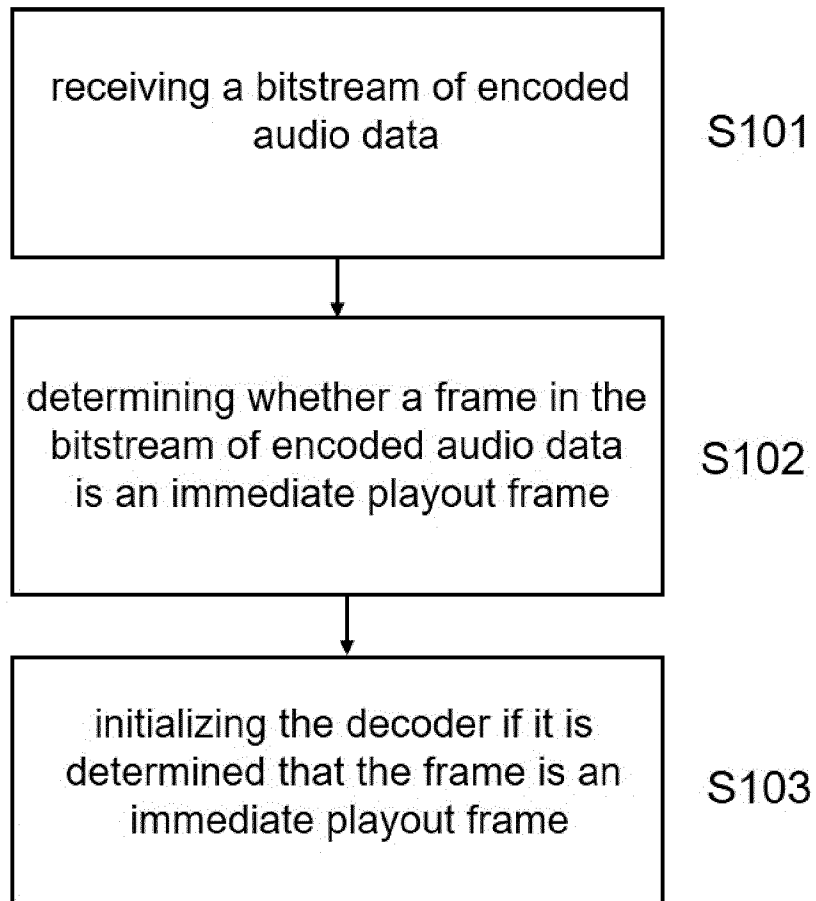 receiving a bitstream of encoded
audio data
S101
determining whether a frame in the
bitstream of encoded audio data
is an immediate playout frame
S102
initializing the decoder if it is
determined that the frame is an
immediate playout frame
S103